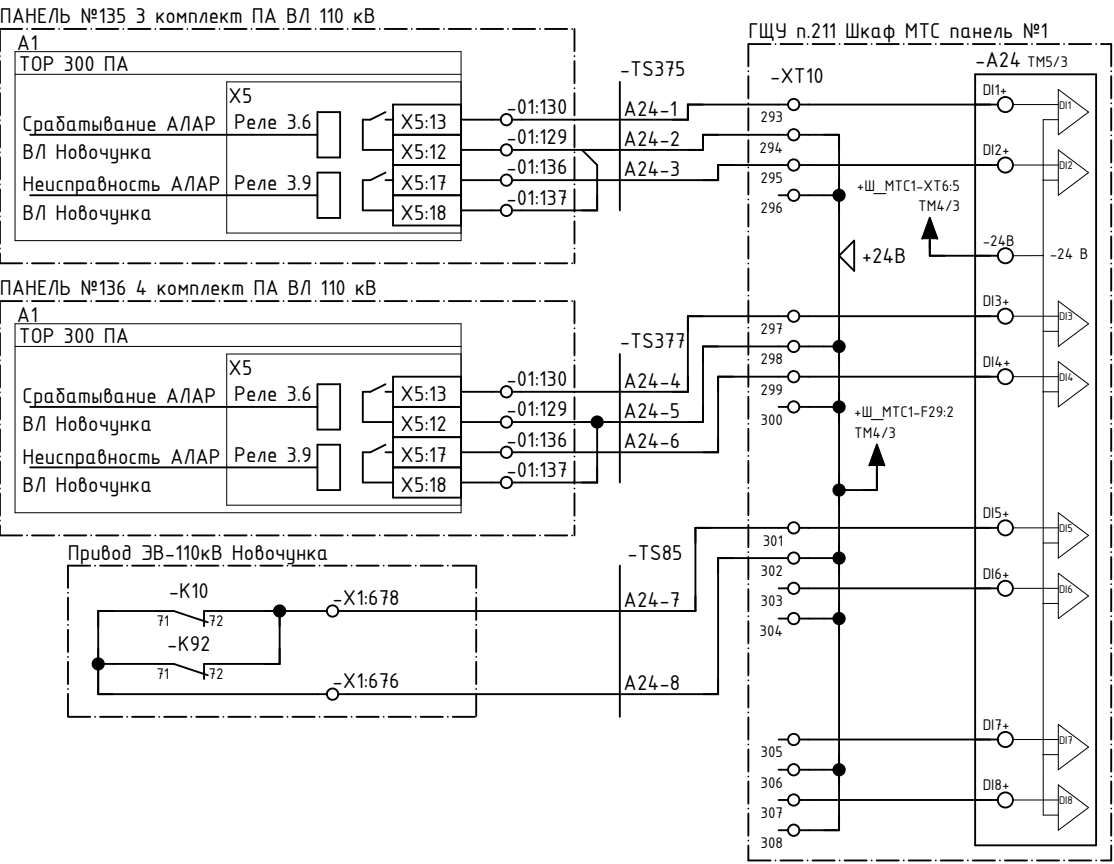 ПАНЕЛЬ №135 3 комплект ПА ВЛ 110 кВ
A1
ТОР 300 ПА
X5
Срабатывание АЛАР
ВЛ Новочунка
Реле 3.6
X5:13
X5:12
Неисправность АЛАР
ВЛ Новочунка
Реле 3.9
X5:17
X5:18
-01:130
-01:129
-01:136
-01:137
-TS375
A24-1
A24-2
A24-3
ПАНЕЛЬ №136 4 комплект ПА ВЛ 110 кВ
A1
ТОР 300 ПА
X5
Срабатывание АЛАР
ВЛ Новочунка
Реле 3.6
X5:13
X5:12
Неисправность АЛАР
ВЛ Новочунка
Реле 3.9
X5:17
X5:18
-01:130
-01:129
-01:136
-01:137
-TS377
A24-4
A24-5
A24-6
Привод ЭВ-110кВ Новочунка
-K10
71
72
-K92
71
72
-X1:678
-X1:676
-TS85
A24-7
A24-8
ГЩУ п.211 Шкаф МТС панель №1
-XT10
293
294
295
296
297
298
299
300
301
302
303
304
305
306
307
308
+24В
+Ш_МТС1-XT6:5
TM4/3
+Ш_МТС1-F29:2
TM4/3
-A24 TM5/3
DI1+
DI1
DI2+
DI2
-24В
-24 В
DI3+
DI3
DI4+
DI4
DI5+
DI5
DI6+
DI6
DI7+
DI7
DI8+
DI8